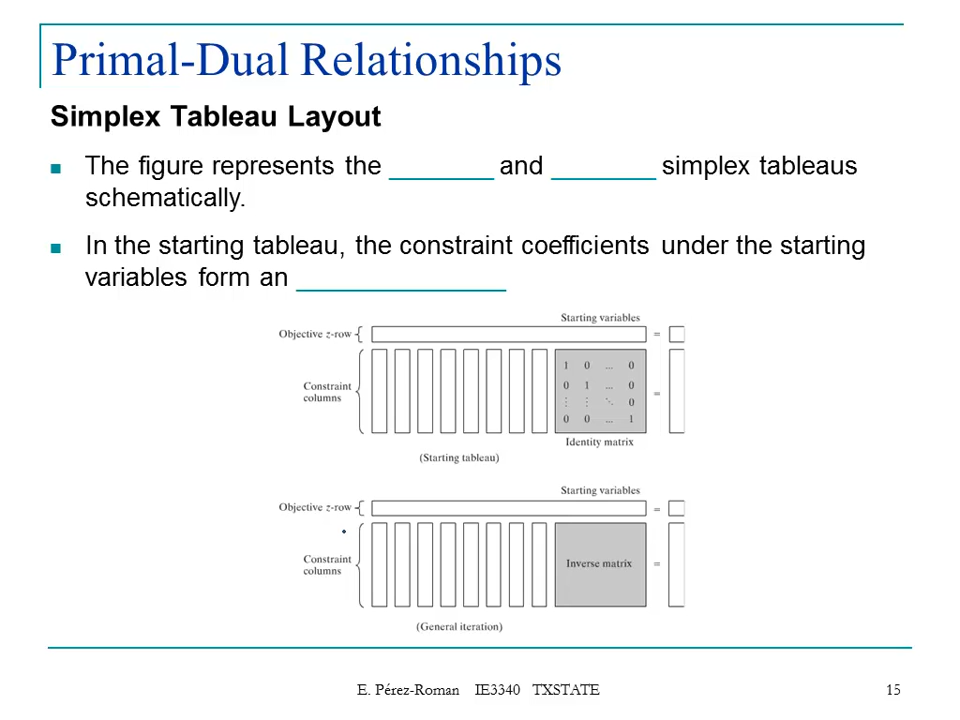 Primal-Dual Relationships
Simplex Tableau Layout
The figure represents the ________ and ________ simplex tableaus
schematically.
In the starting tableau, the constraint coefficients under the starting
variables form an ________________
Starting variables
Objective z-row { =
Constraint
columns
1 0 ... 0
0 1 ... 0
⋮ ⋮ ⋱ 0
0 0 ... 1
=
Identity matrix
(Starting tableau)
Starting variables
Objective z-row { =
Constraint
columns
Inverse matrix =
(General iteration)
E. Pérez-Roman IE3340 TXSTATE 15